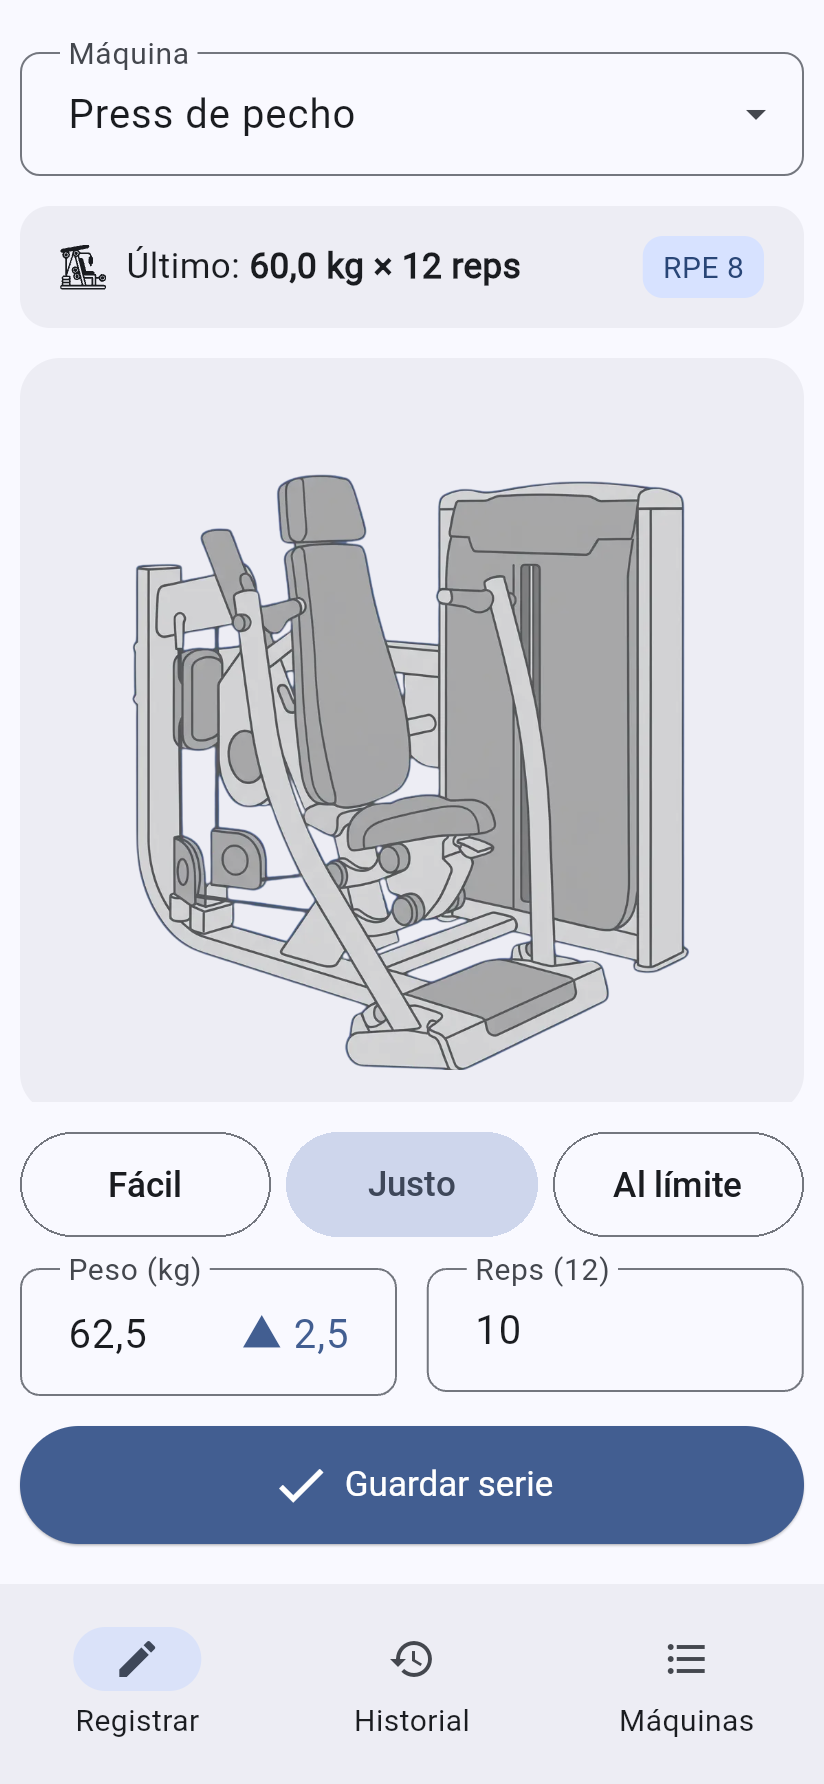 Máquina
Press de pecho
Último: 60,0 kg × 12 reps
RPE 8
Fácil
Justo
Al límite
Peso (kg)
62,5
▲ 2,5
Reps (12)
10
Guardar serie
Registrar
Historial
Máquinas